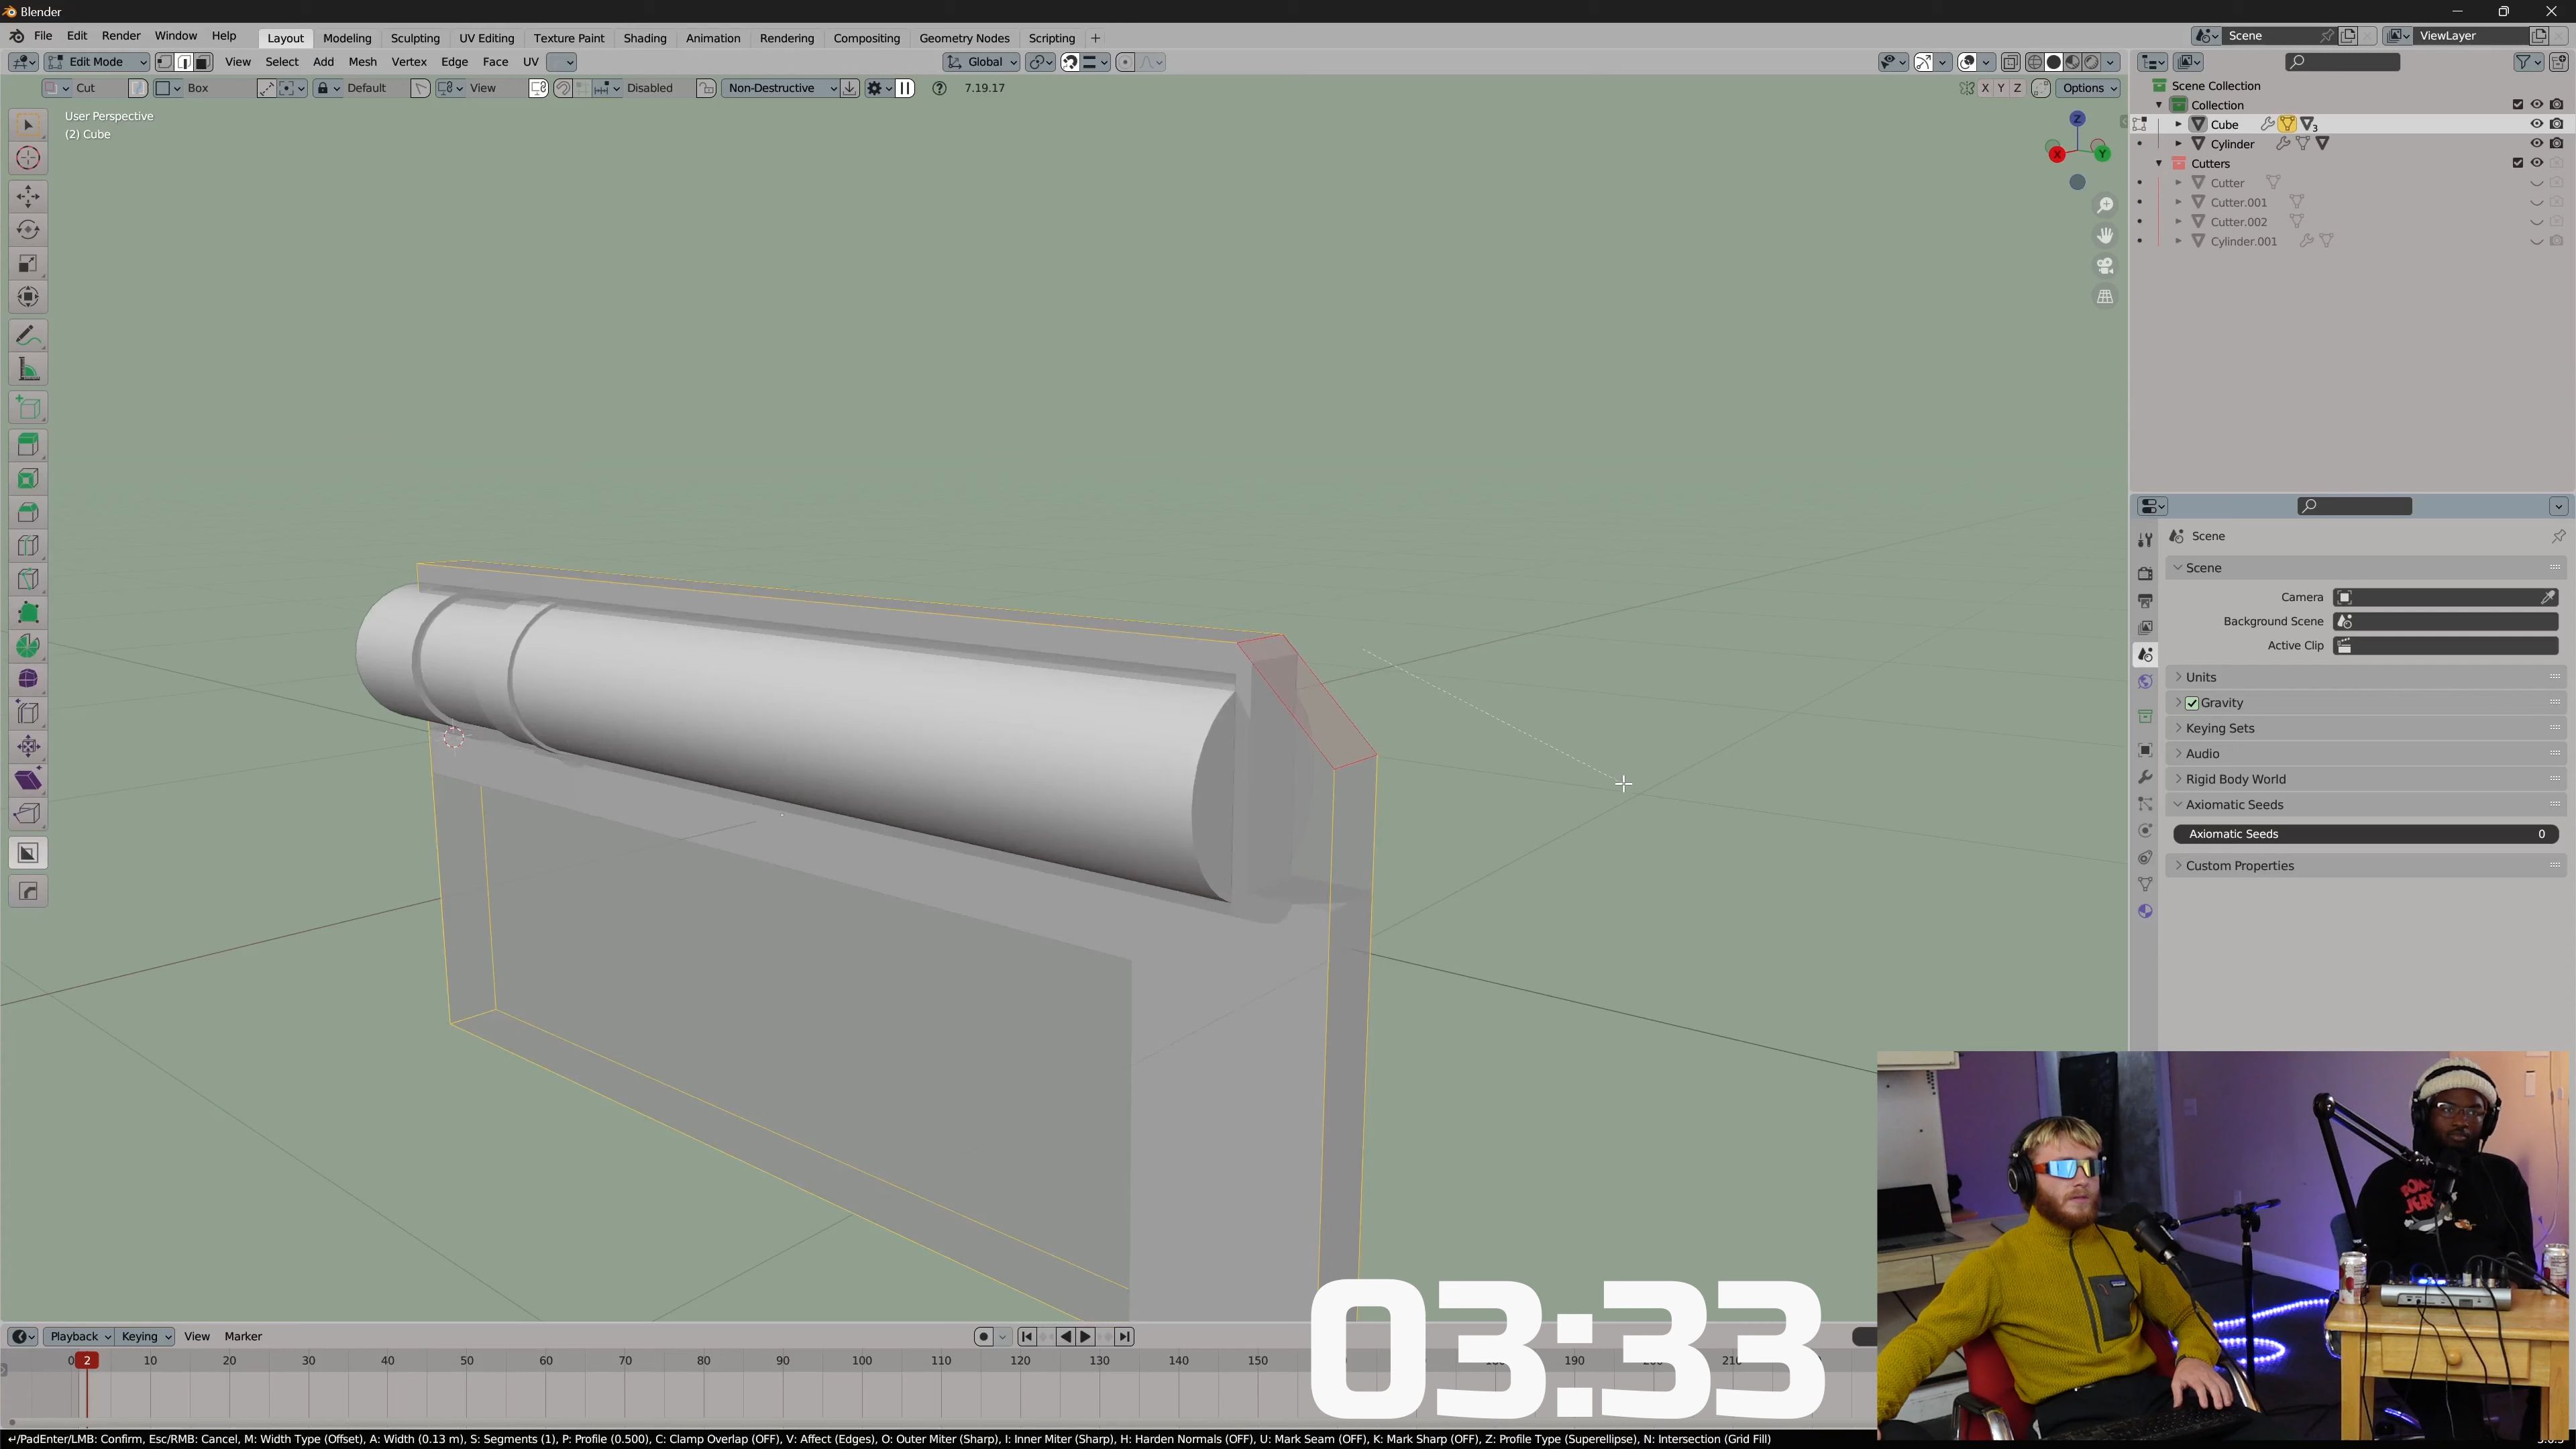 Blender
File Edit Render Window Help Layout Modeling Sculpting UV Editing Texture Paint Shading Animation Rendering Compositing Geometry Nodes Scripting + Scene ViewLayer
Edit Mode View Select Add Mesh Vertex Edge Face UV Global
Cut Box Default View Disabled Non-Destructive 7.19.17 X Y Z Options
User Perspective
(2) Cube
Z
X Y
Scene Collection
Collection
Cube 3
Cylinder
Cutters
Cutter
Cutter.001
Cutter.002
Cylinder.001
Scene
Scene
Camera
Background Scene
Active Clip
Units
Gravity
Keying Sets
Audio
Rigid Body World
Axiomatic Seeds
Axiomatic Seeds 0
Custom Properties
03:33
Playback Keying View Marker
0 2 10 20 30 40 50 60 70 80 90 100 110 120 130 140 150 190
↵/PadEnter/LMB: Confirm, Esc/RMB: Cancel, M: Width Type (Offset), A: Width (0.13 m), S: Segments (1), P: Profile (0.500), C: Clamp Overlap (OFF), V: Affect (Edges), O: Outer Miter (Sharp), I: Inner Miter (Sharp), H: Harden Normals (OFF), U: Mark Seam (OFF), K: Mark Sharp (OFF), Z: Profile Type (Superellipse), N: Intersection (Grid Fill)